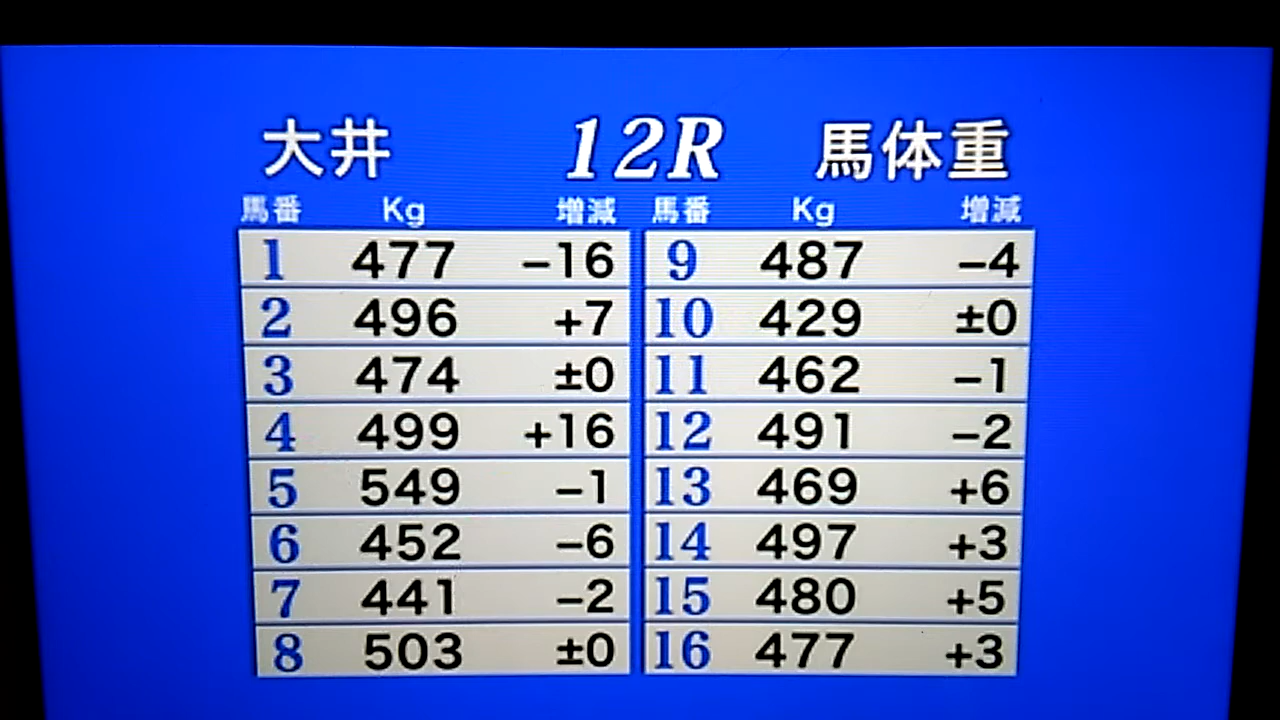 大井 12R 馬体重
馬番 Kg 増減 馬番 Kg 増減
1 477 -16 9 487 -4
2 496 +7 10 429 ±0
3 474 ±0 11 462 -1
4 499 +16 12 491 -2
5 549 -1 13 469 +6
6 452 -6 14 497 +3
7 441 -2 15 480 +5
8 503 ±0 16 477 +3